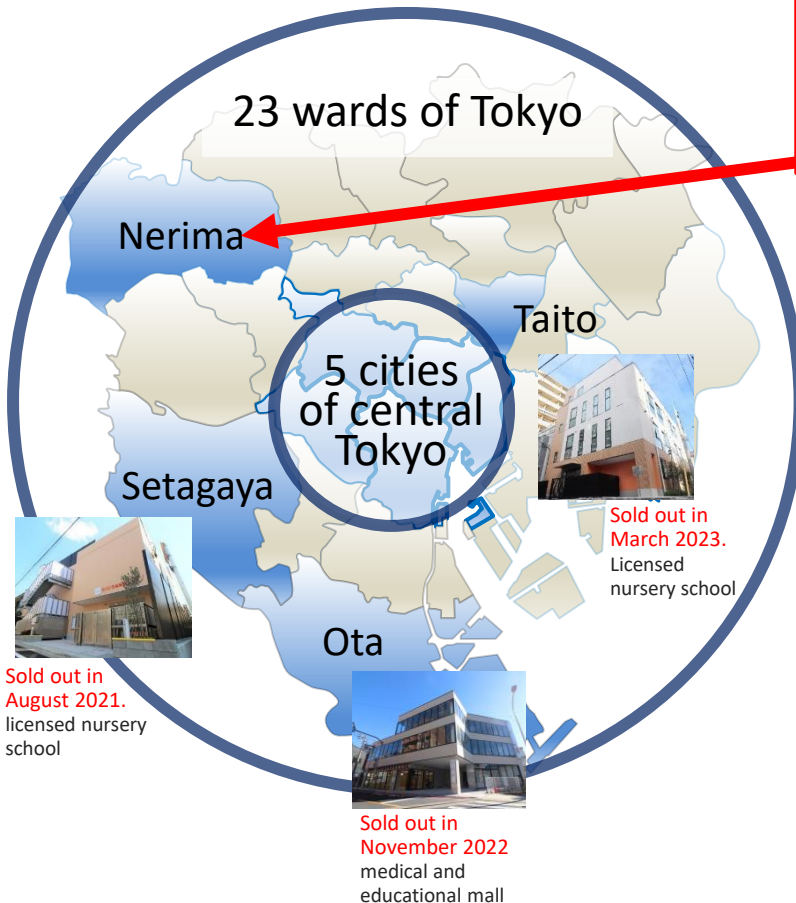 23 wards of Tokyo
Nerima
Taito
5 cities
of central
Tokyo
Setagaya
Sold out in
March 2023.
Licensed
nursery school
Ota
Sold out in
August 2021.
licensed nursery
school
Sold out in
November 2022
medical and
educational mall